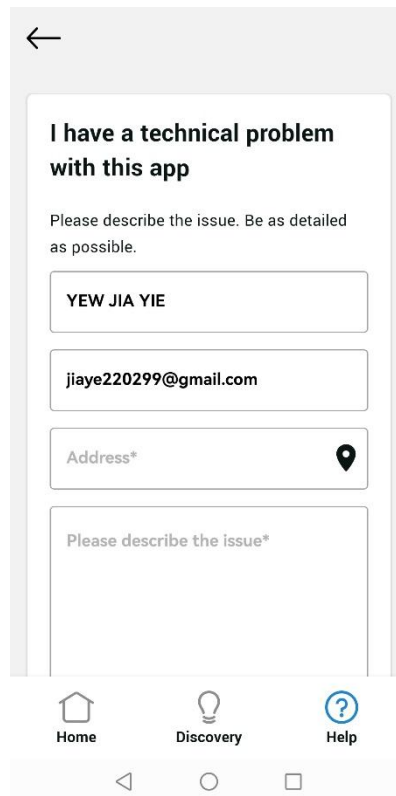 I have a technical problem
with this app
Please describe the issue. Be as detailed
as possible.
YEW JIA YIE
jiaye220299@gmail.com
Address*
Please describe the issue*
Home
Discovery
Help